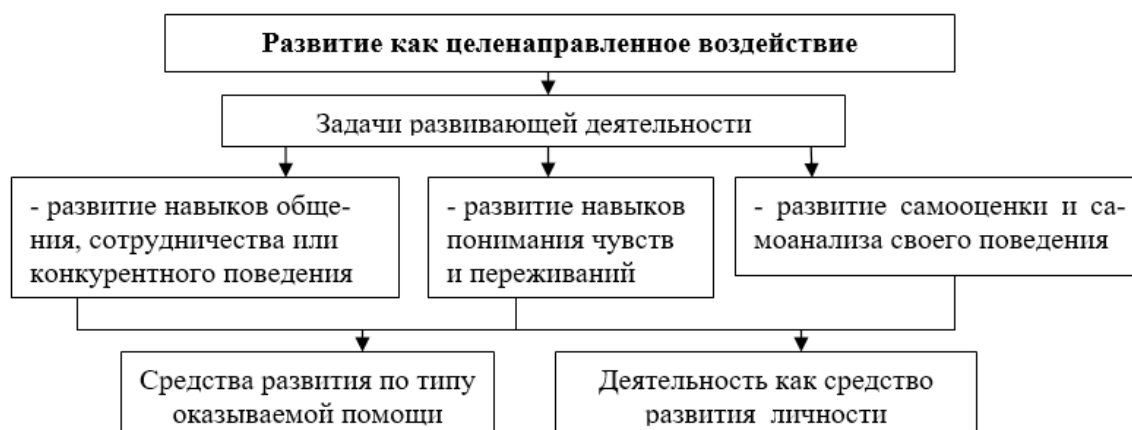 Развитие как целенаправленное воздействие
Задачи развивающей деятельности
- развитие навыков обще-
ния, сотрудничества или
конкурентного поведения
- развитие навыков
понимания чувств
и переживаний
- развитие самооценки и са-
моанализа своего поведения
Средства развития по типу
оказываемой помощи
Деятельность как средство
развития личности